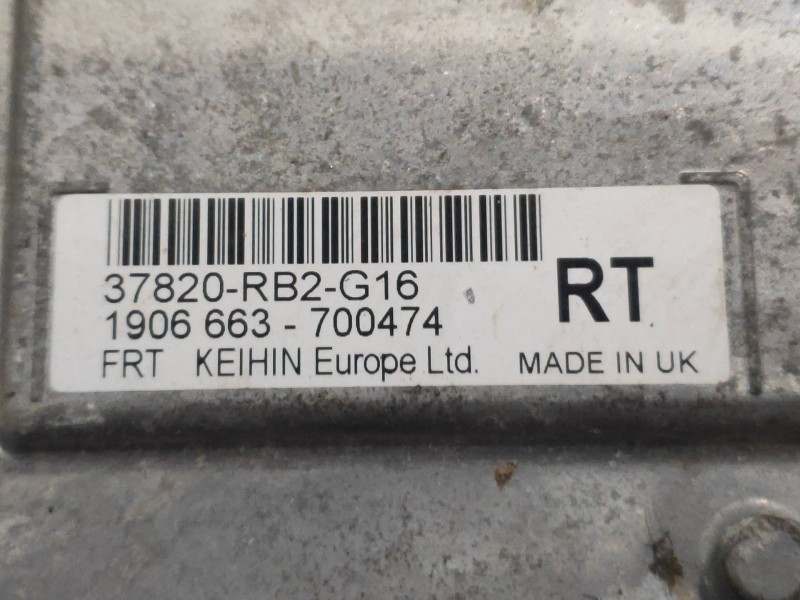 37820-RB2-G16
RT
1906 663 - 700474
FRT KEIHIN Europe Ltd. MADE IN UK